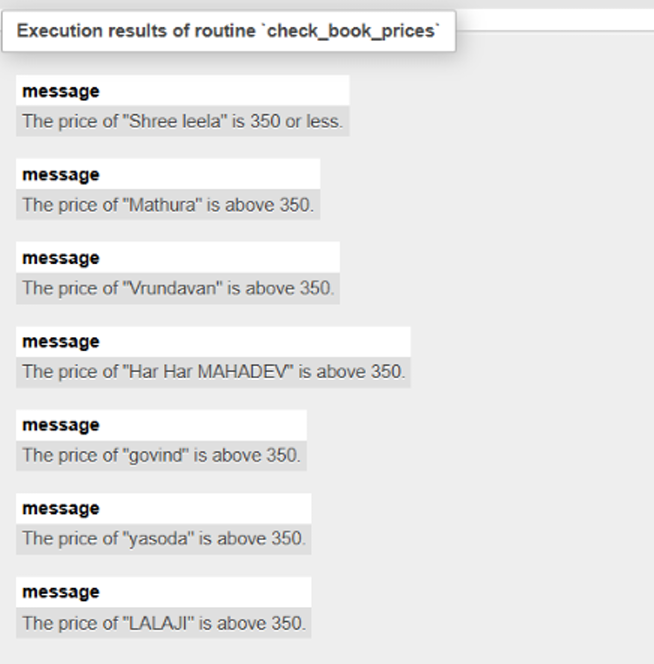 Execution results of routine `check_book_prices`
message
The price of "Shree leela" is 350 or less.
message
The price of "Mathura" is above 350.
message
The price of "Vrundavan" is above 350.
message
The price of "Har Har MAHADEV" is above 350.
message
The price of "govind" is above 350.
message
The price of "yasoda" is above 350.
message
The price of "LALAJI" is above 350.